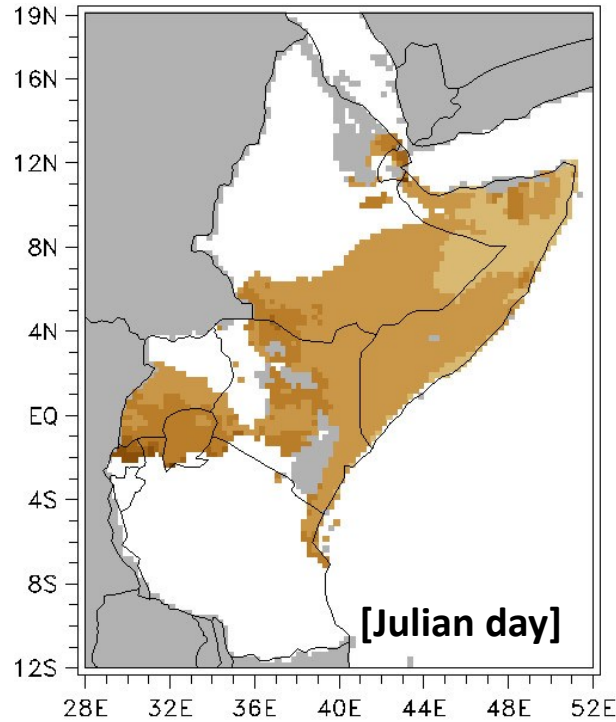 19N
16N
12N
8N
4N
EQ
4S
8S
[Julian day]
12S
28E 32E 36E 40E 44E 48E 52E